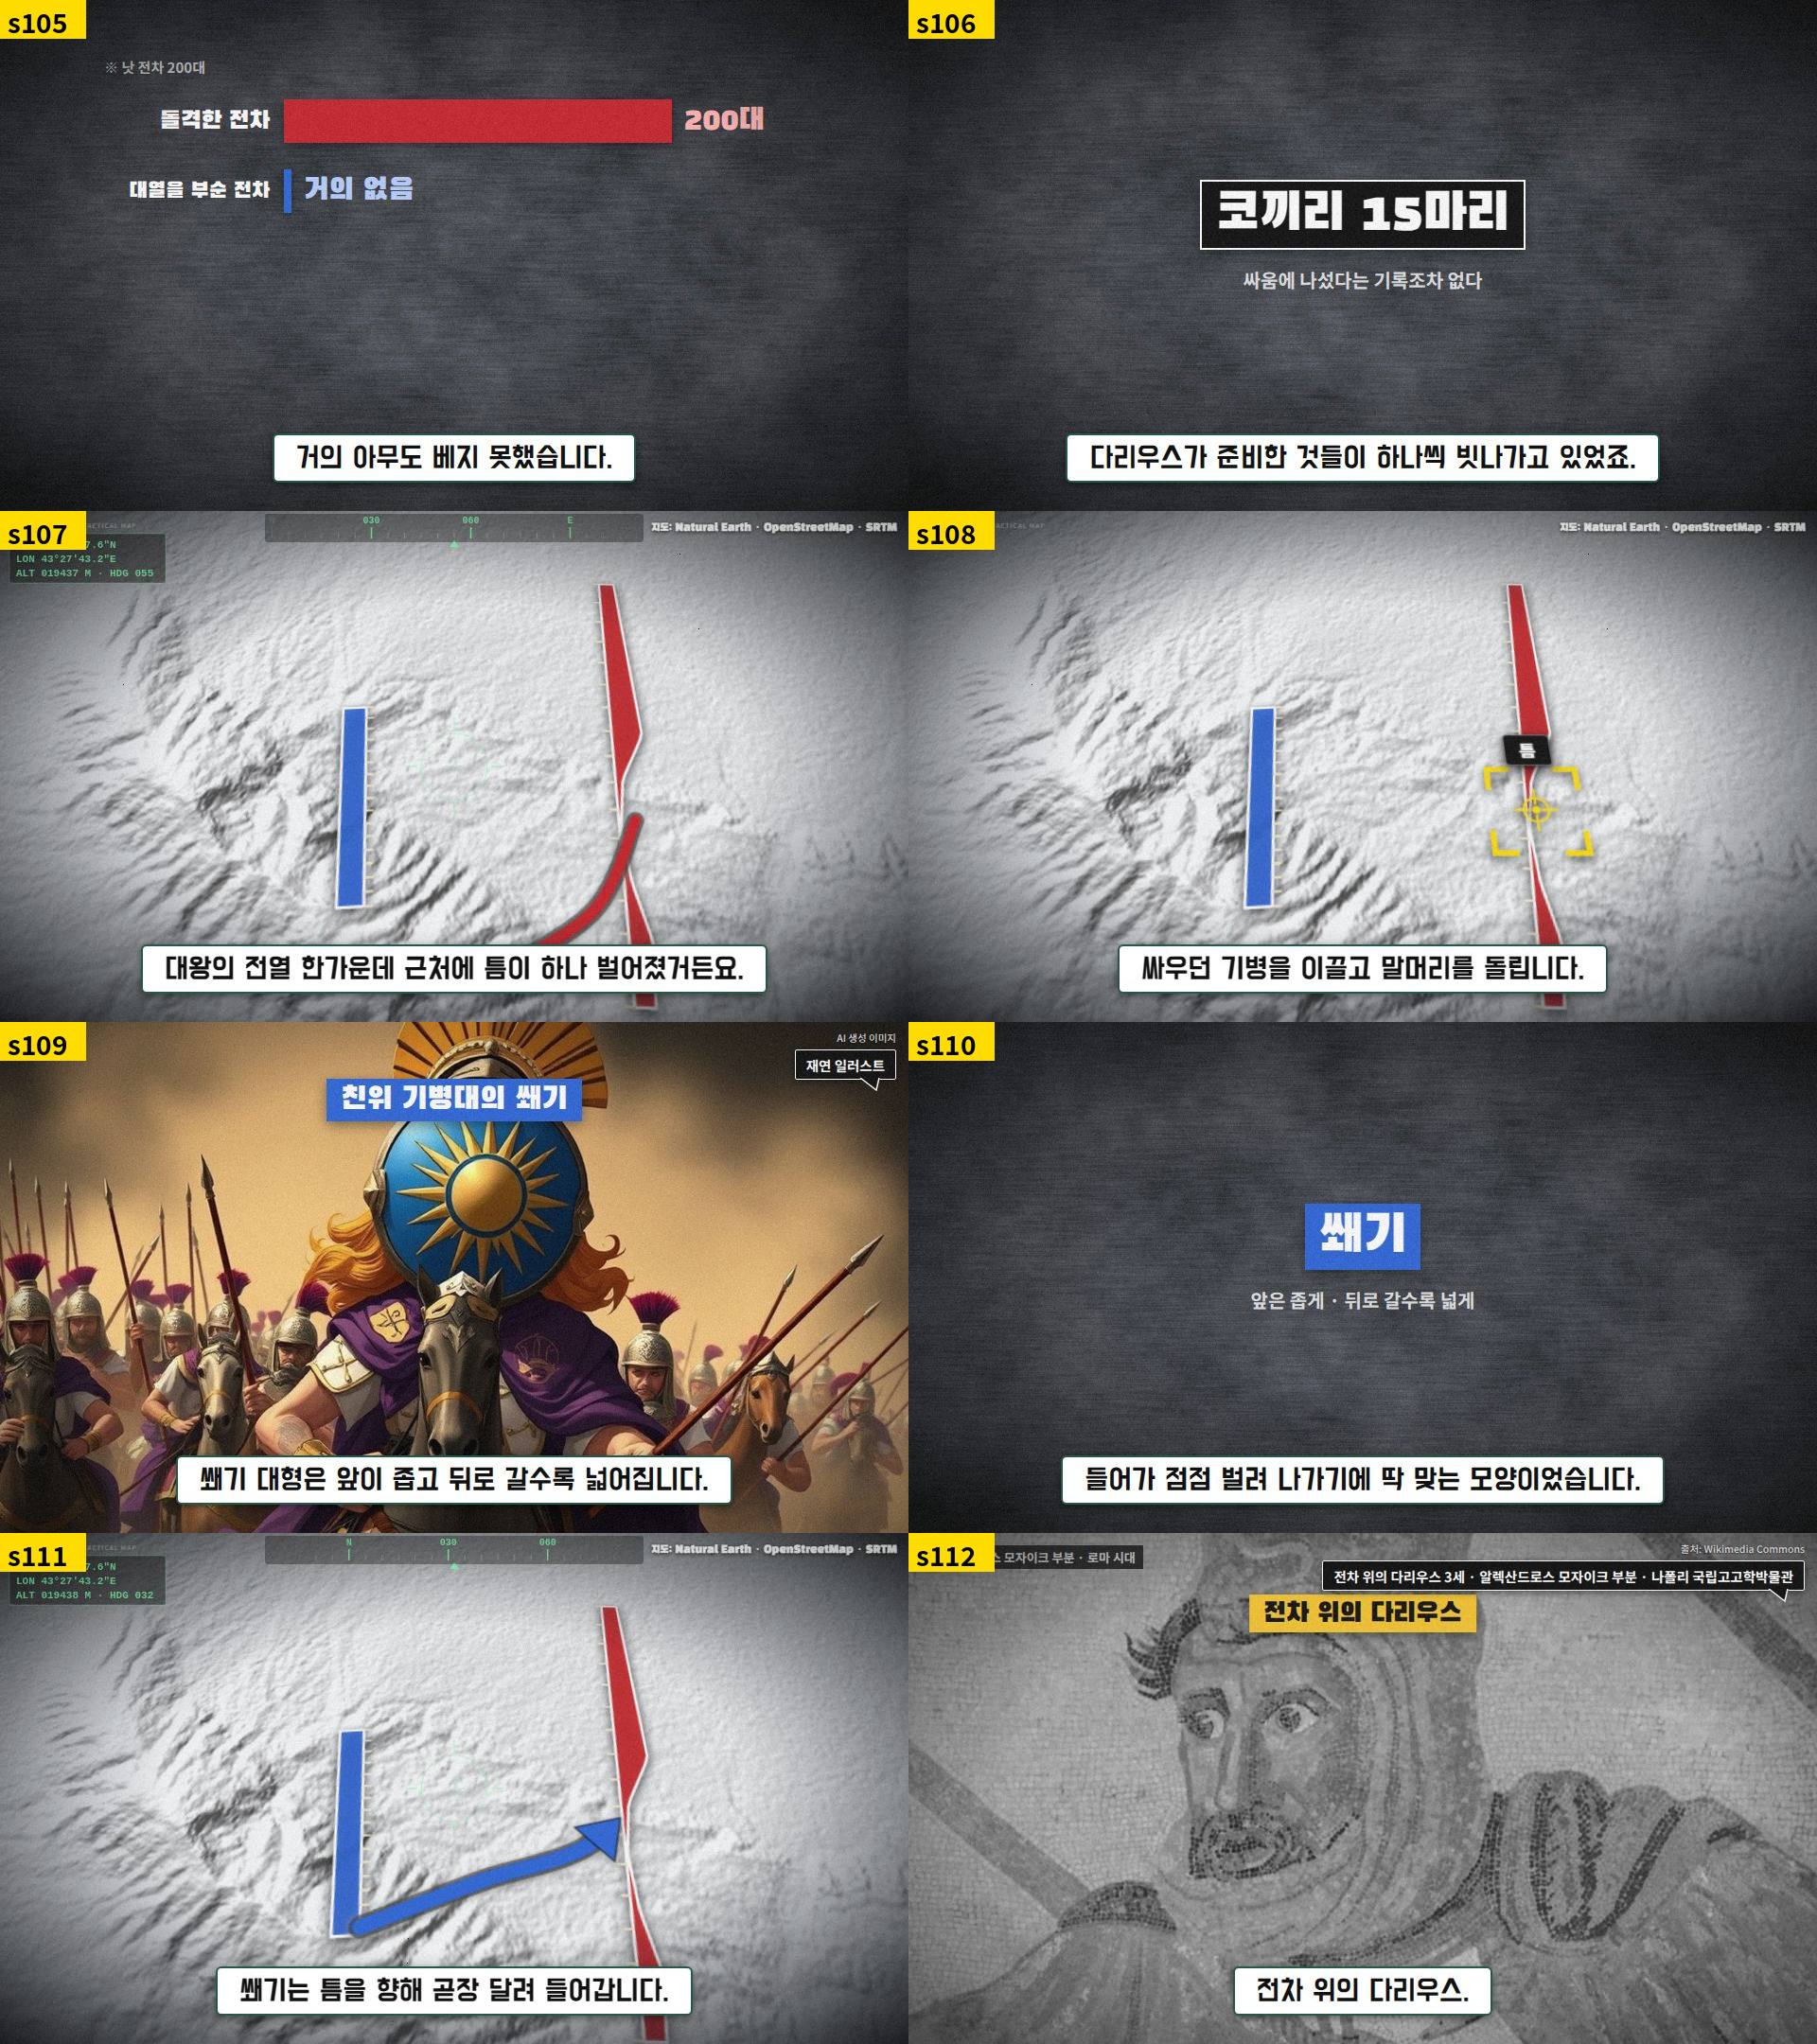 s105
※ 낫 전차 200대
돌격한 전차
200대
대열을 부순 전차
거의 없음
거의 아무도 베지 못했습니다.
s106
코끼리 15마리
싸움에 나섰다는 기록조차 없다
다리우스가 준비한 것들이 하나씩 빗나가고 있었죠.
s107
7.6"N
LON 43°27'43.2"E
ALT 019437 M · HDG 055
030
060
E
지도: Natural Earth · OpenStreetMap · SRTM
대왕의 전열 한가운데 근처에 틈이 하나 벌어졌거든요.
s108
TACTICAL MAP
지도: Natural Earth · OpenStreetMap · SRTM
틈
싸우던 기병을 이끌고 말머리를 돌립니다.
s109
AI 생성 이미지
재연 일러스트
친위 기병대의 쐐기
쐐기 대형은 앞이 좁고 뒤로 갈수록 넓어집니다.
s110
쐐기
앞은 좁게 · 뒤로 갈수록 넓게
들어가 점점 벌려 나가기에 딱 맞는 모양이었습니다.
s111
7.6"N
LON 43°27'43.2"E
ALT 019438 M · HDG 032
N
030
060
지도: Natural Earth · OpenStreetMap · SRTM
쐐기는 틈을 향해 곧장 달려 들어갑니다.
s112
모자이크 부분 · 로마 시대
출처: Wikimedia Commons
전차 위의 다리우스 3세 · 알렉산드로스 모자이크 부분 · 나폴리 국립고고학박물관
전차 위의 다리우스
전차 위의 다리우스.